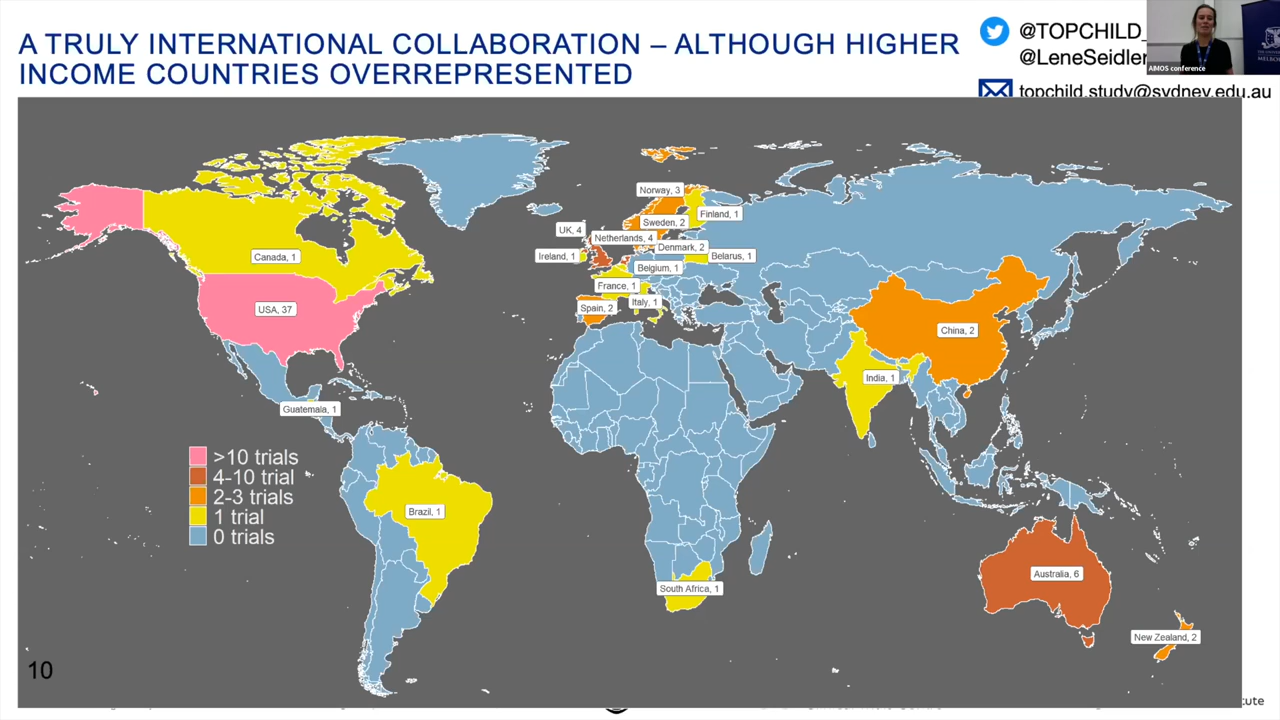 A TRULY INTERNATIONAL COLLABORATION – ALTHOUGH HIGHER
INCOME COUNTRIES OVERREPRESENTED
@TOPCHILD_
@LeneSeidler
topchild.study@sydney.edu.au
AIMOS conference
Norway, 3
Finland, 1
Sweden, 2
UK, 4
Netherlands, 4
Denmark, 2
Ireland, 1
Belarus, 1
Belgium, 1
Canada, 1
France, 1
Italy, 1
Spain, 2
USA, 37
China, 2
India, 1
Guatemala, 1
>10 trials
4-10 trial
2-3 trials
1 trial
0 trials
Brazil, 1
Australia, 6
South Africa, 1
New Zealand, 2
10